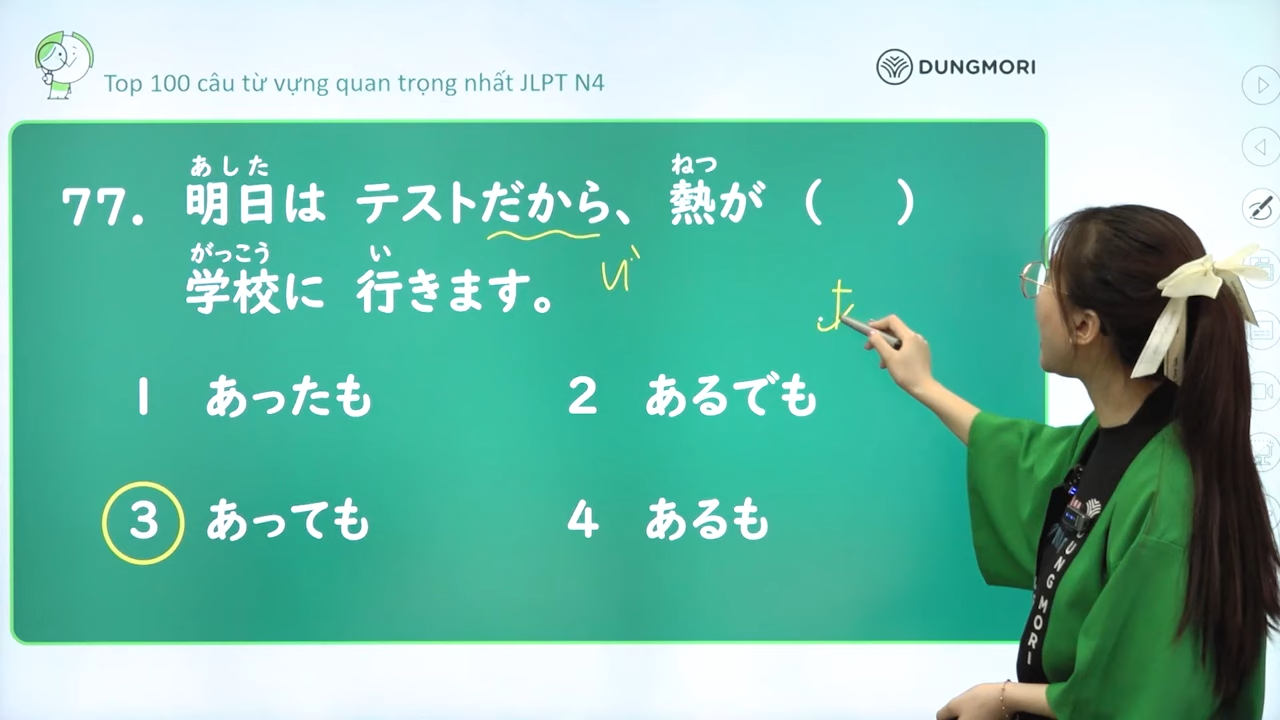 Top 100 câu từ vựng quan trọng nhất JLPT N4
DUNGMORI
あした ねつ
77. 明日は テストだから、 熱が ( )
がっこう い
学校に 行きます。
vì
1 あったも 2 あるでも
3 あっても 4 あるも
DUNGMORI